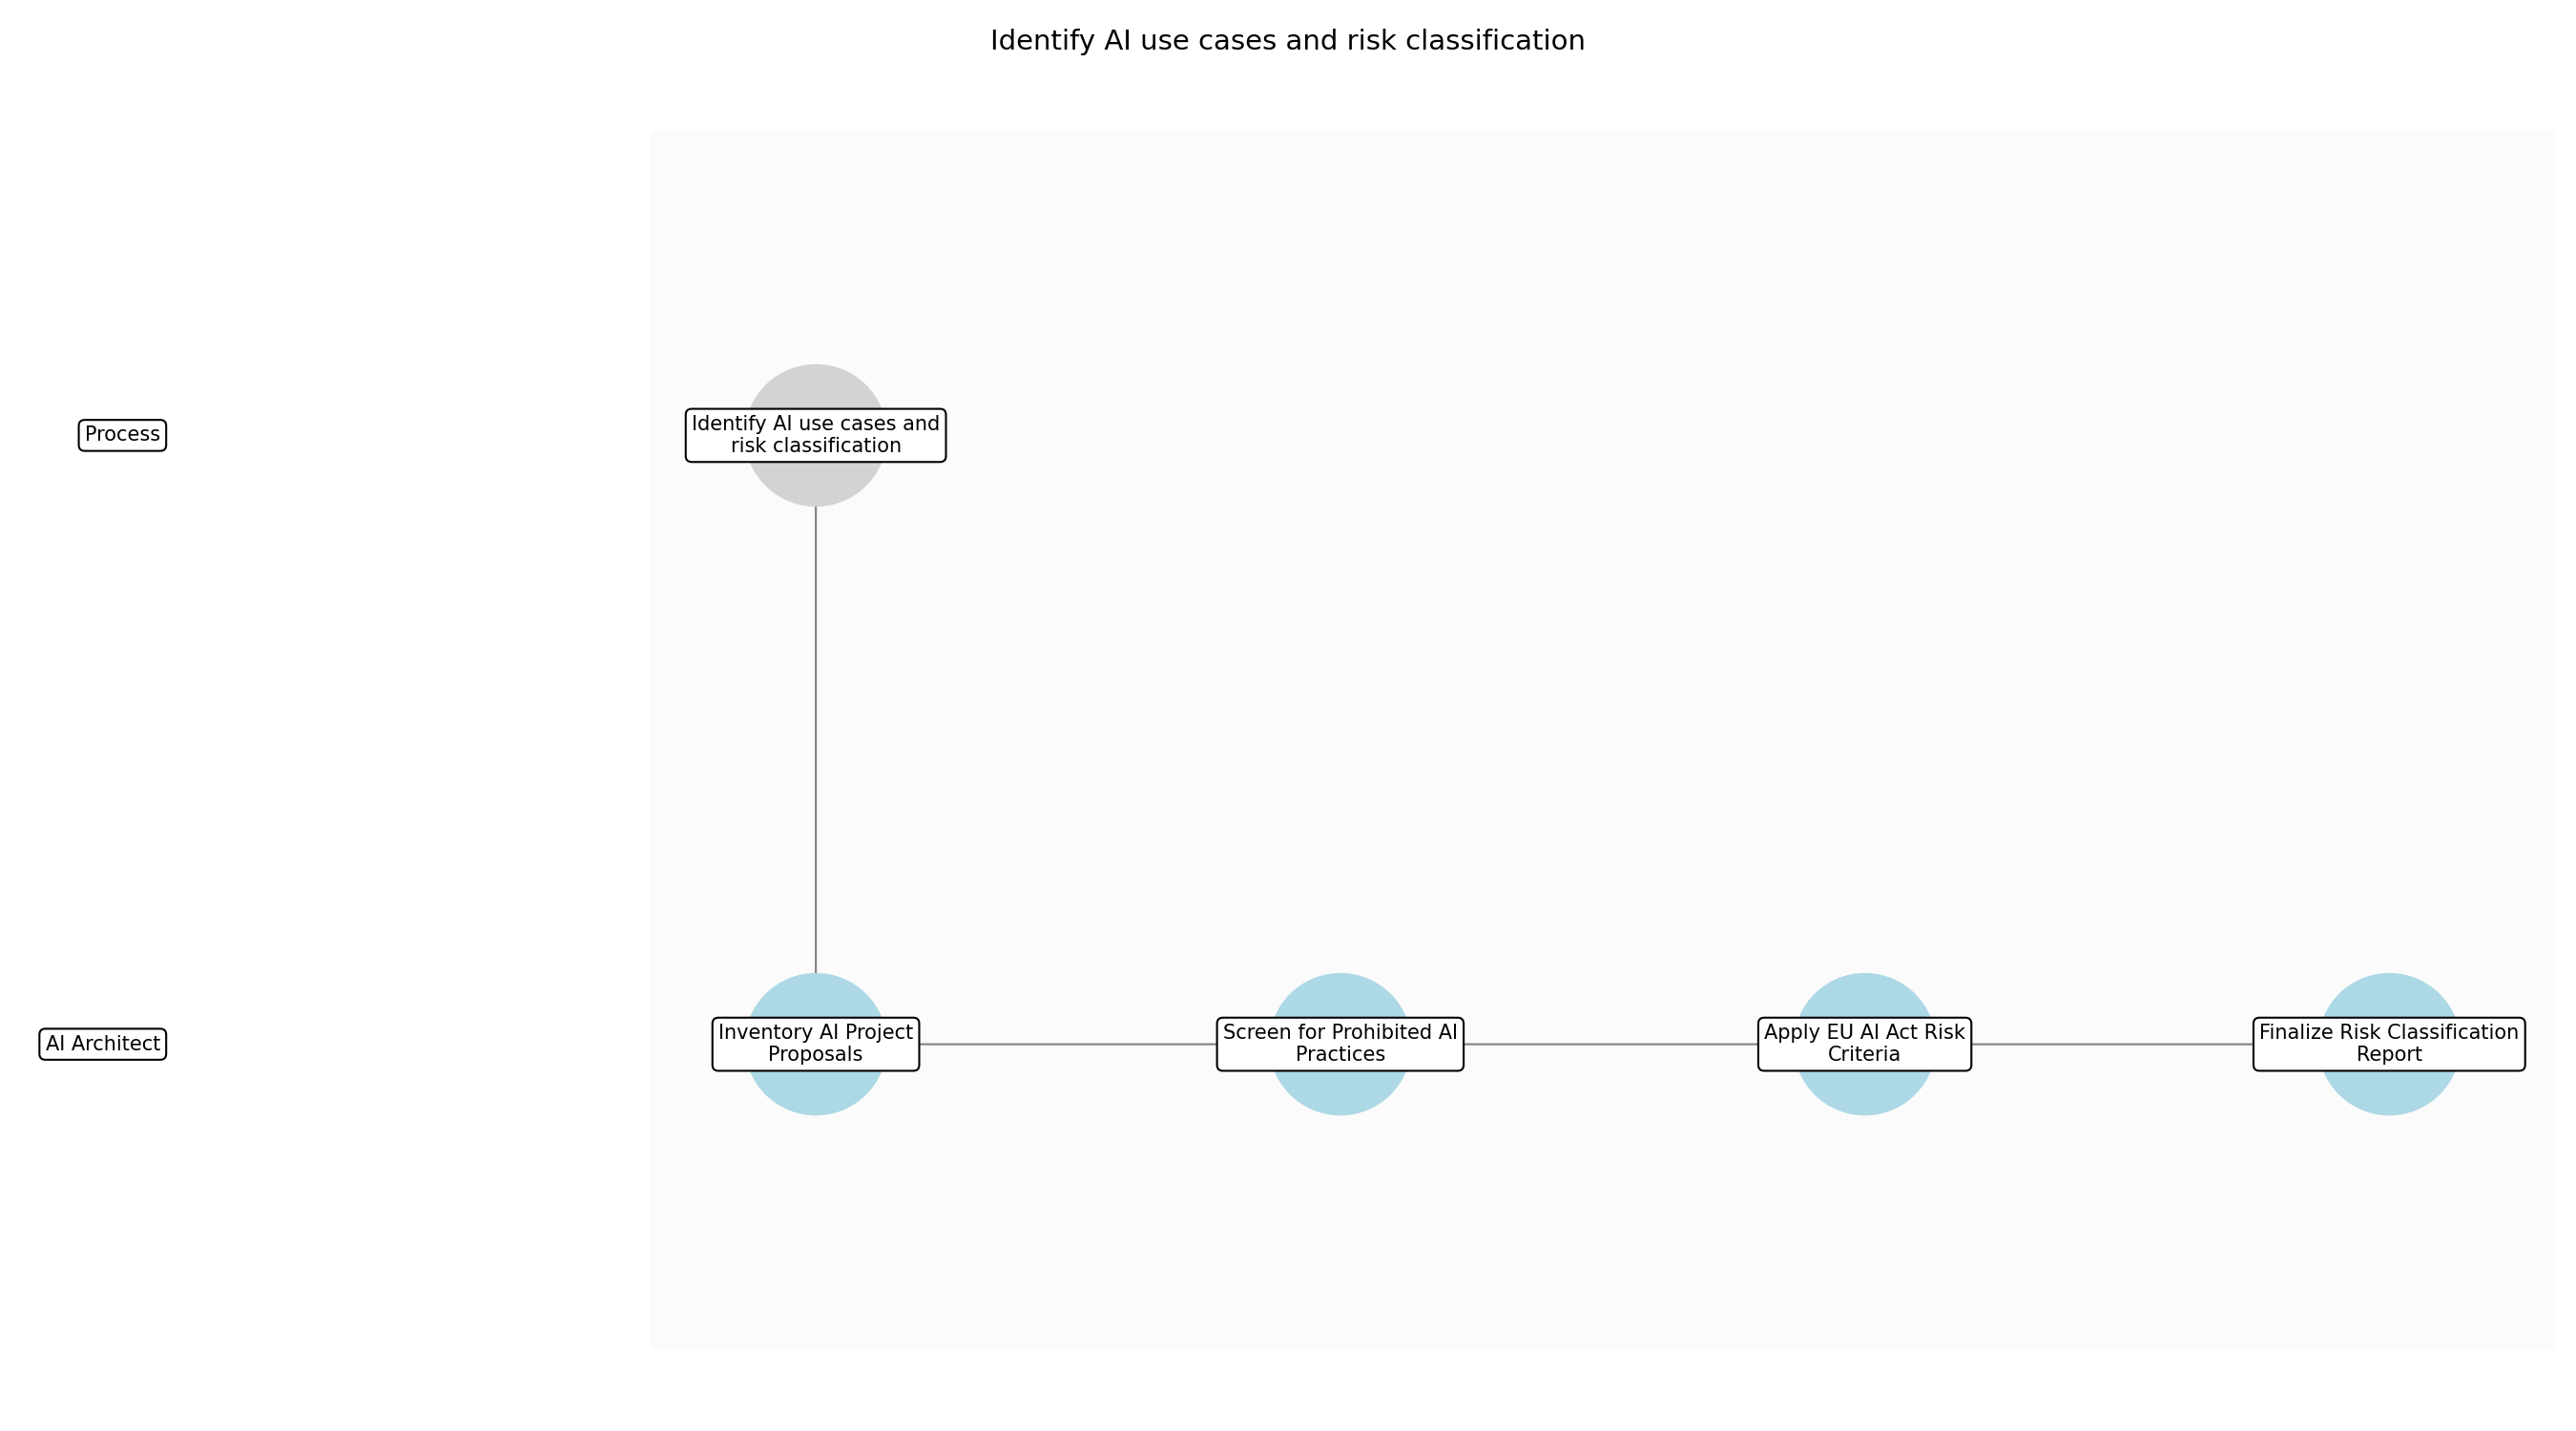 Identify AI use cases and risk classification
Process
Identify AI use cases and
risk classification
AI Architect
Inventory AI Project
Proposals
Screen for Prohibited AI
Practices
Apply EU AI Act Risk
Criteria
Finalize Risk Classification
Report